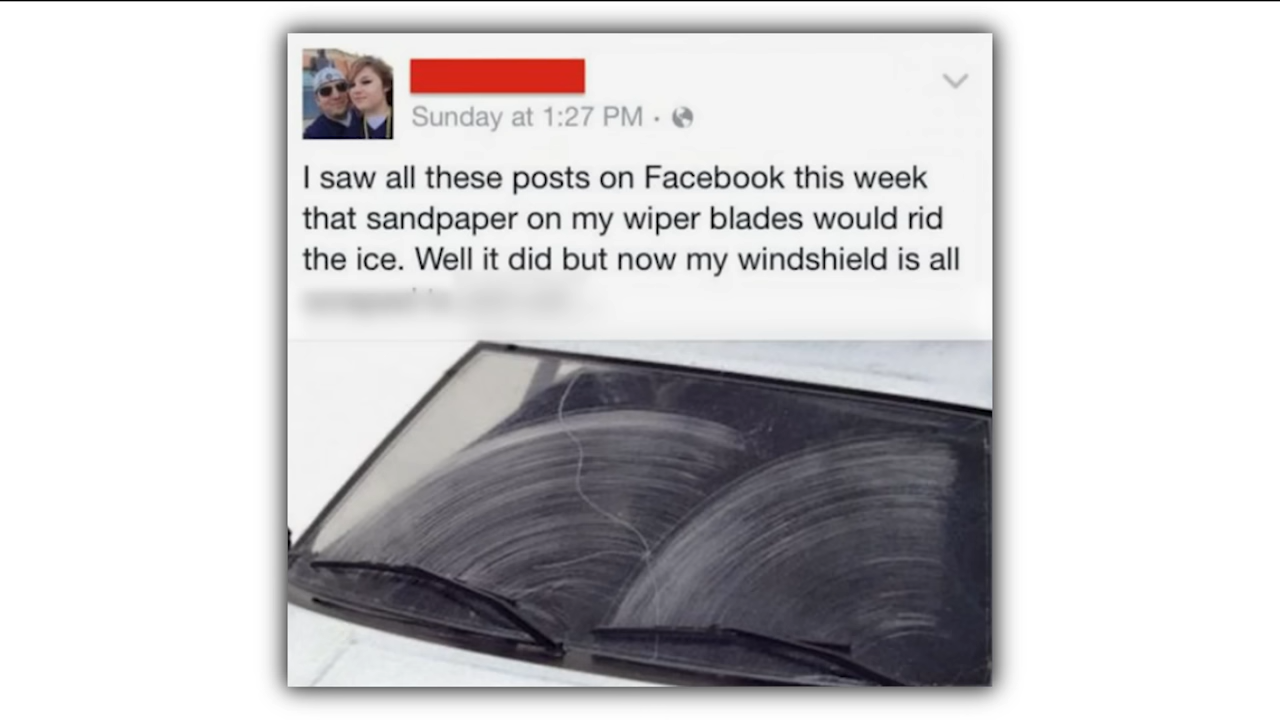 Sunday at 1:27 PM ·
I saw all these posts on Facebook this week
that sandpaper on my wiper blades would rid
the ice. Well it did but now my windshield is all